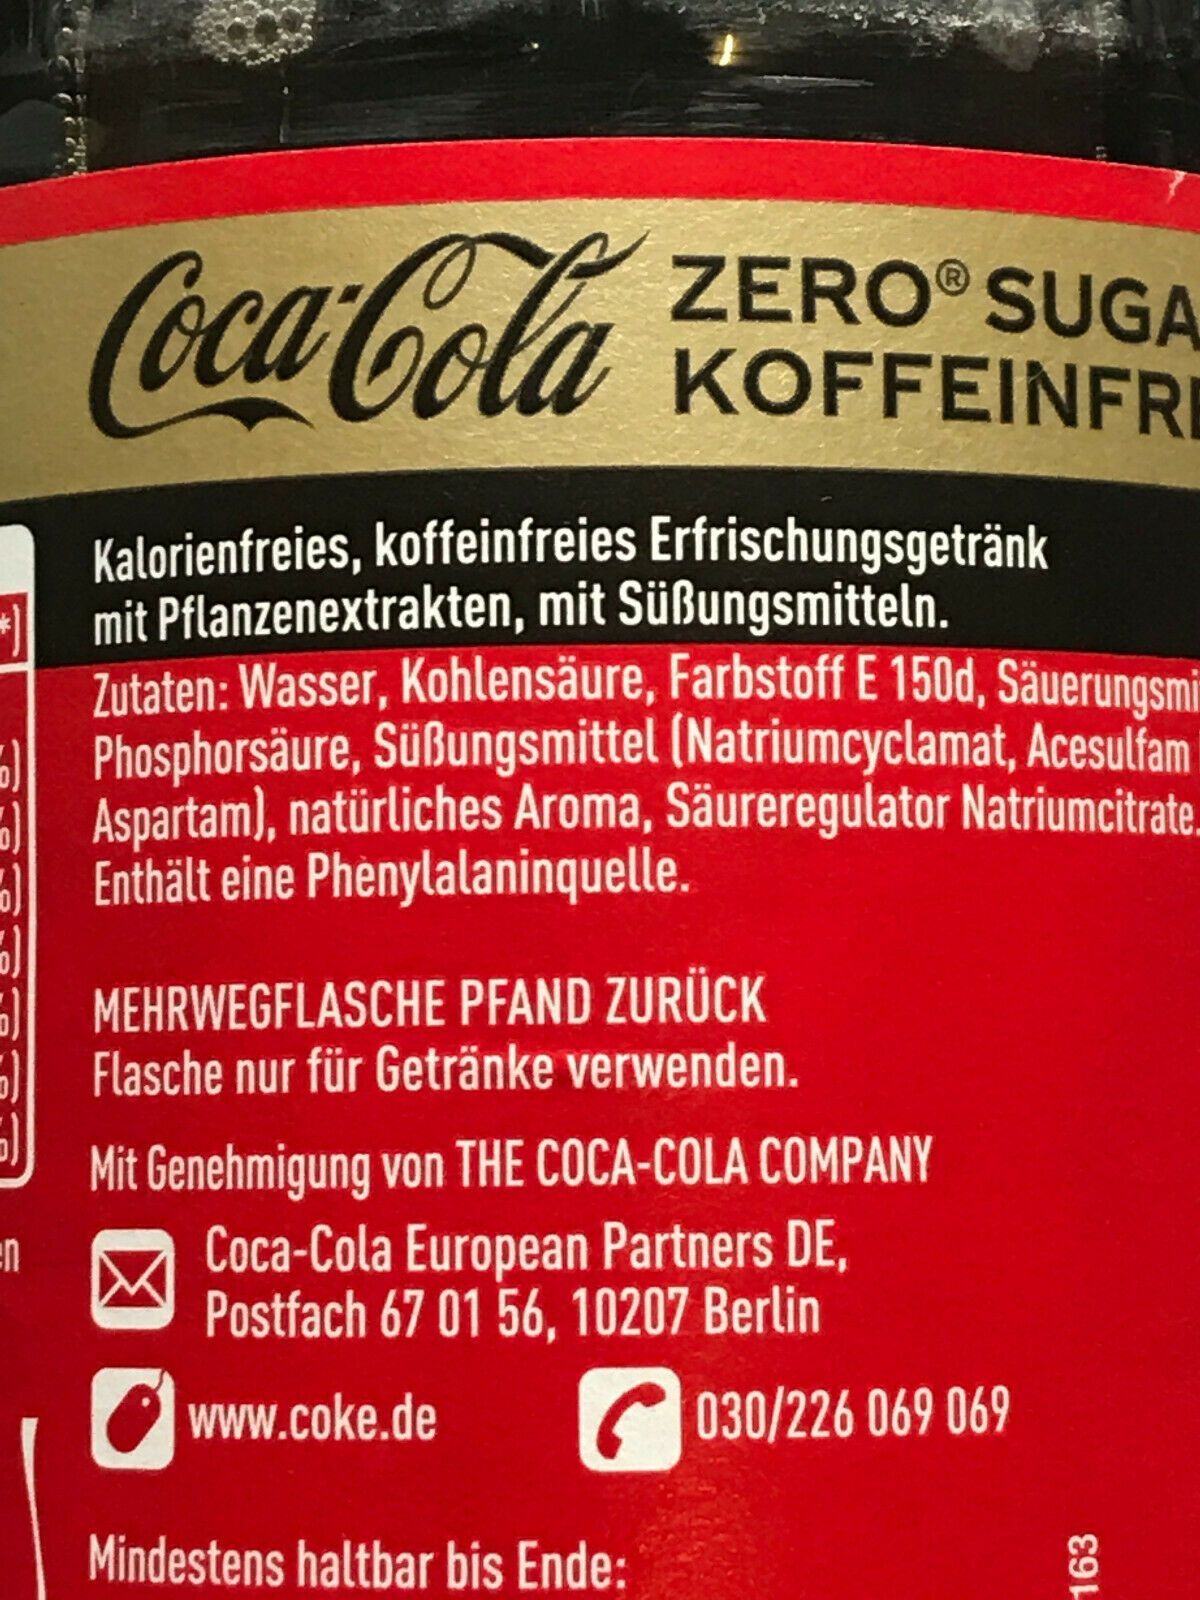 Coca-Cola ZERO® SUGA
KOFFEINFRE
Kalorienfreies, koffeinfreies Erfrischungsgetränk
mit Pflanzenextrakten, mit Süßungsmitteln.
Zutaten: Wasser, Kohlensäure, Farbstoff E 150d, Säuerungsmi
Phosphorsäure, Süßungsmittel (Natriumcyclamat, Acesulfam
Aspartam), natürliches Aroma, Säureregulator Natriumcitrate.
Enthält eine Phenylalaninquelle.
MEHRWEGFLASCHE PFAND ZURÜCK
Flasche nur für Getränke verwenden.
Mit Genehmigung von THE COCA-COLA COMPANY
Coca-Cola European Partners DE,
Postfach 67 01 56, 10207 Berlin
www.coke.de
030/226 069 069
Mindestens haltbar bis Ende:
163